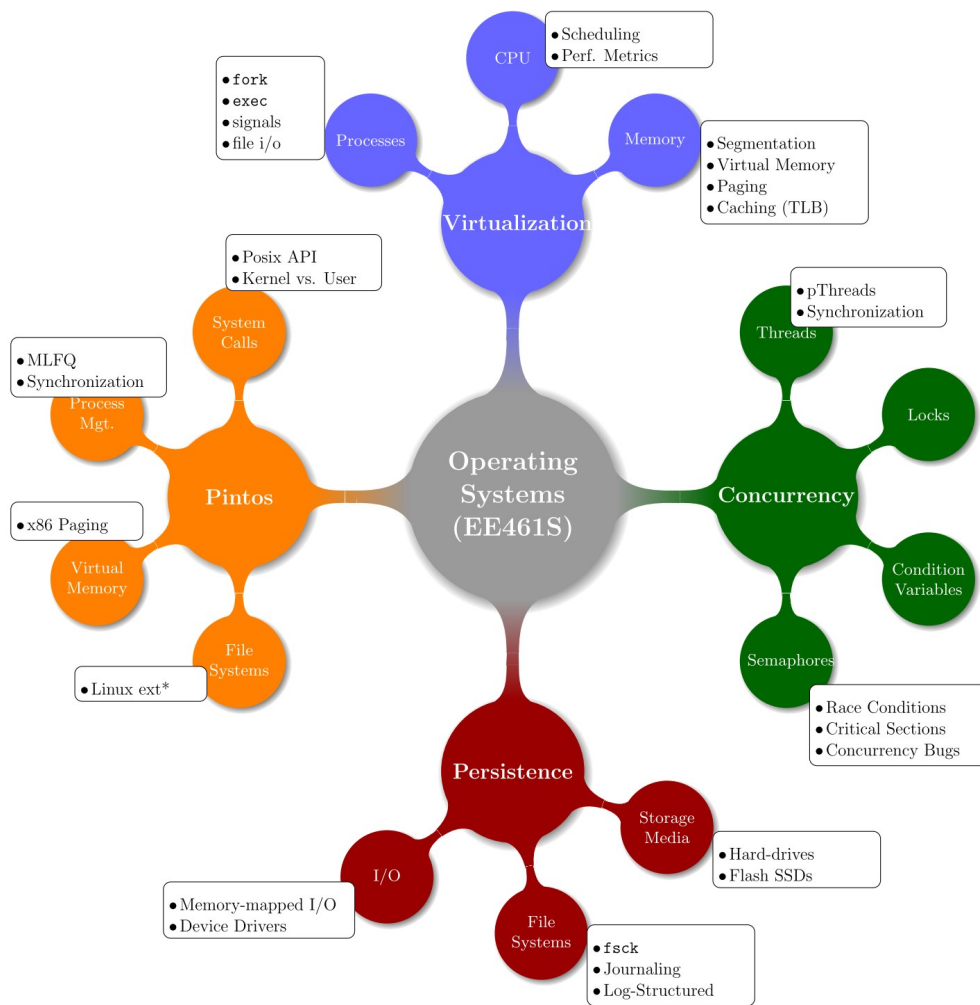 Scheduling
Perf. Metrics
CPU
fork
exec
signals
file i/o
Processes
Memory
Segmentation
Virtual Memory
Paging
Caching (TLB)
Virtualization
Posix API
Kernel vs. User
System
Calls
pThreads
Synchronization
Threads
MLFQ
Synchronization
Process
Mgt.
Locks
Operating
Systems
(EE461S)
Pintos
Concurrency
x86 Paging
Virtual
Memory
Condition
Variables
File
Systems
Linux ext*
Semaphores
Race Conditions
Critical Sections
Concurrency Bugs
Persistence
Storage
Media
Hard-drives
Flash SSDs
I/O
Memory-mapped I/O
Device Drivers
File
Systems
fsck
Journaling
Log-Structured